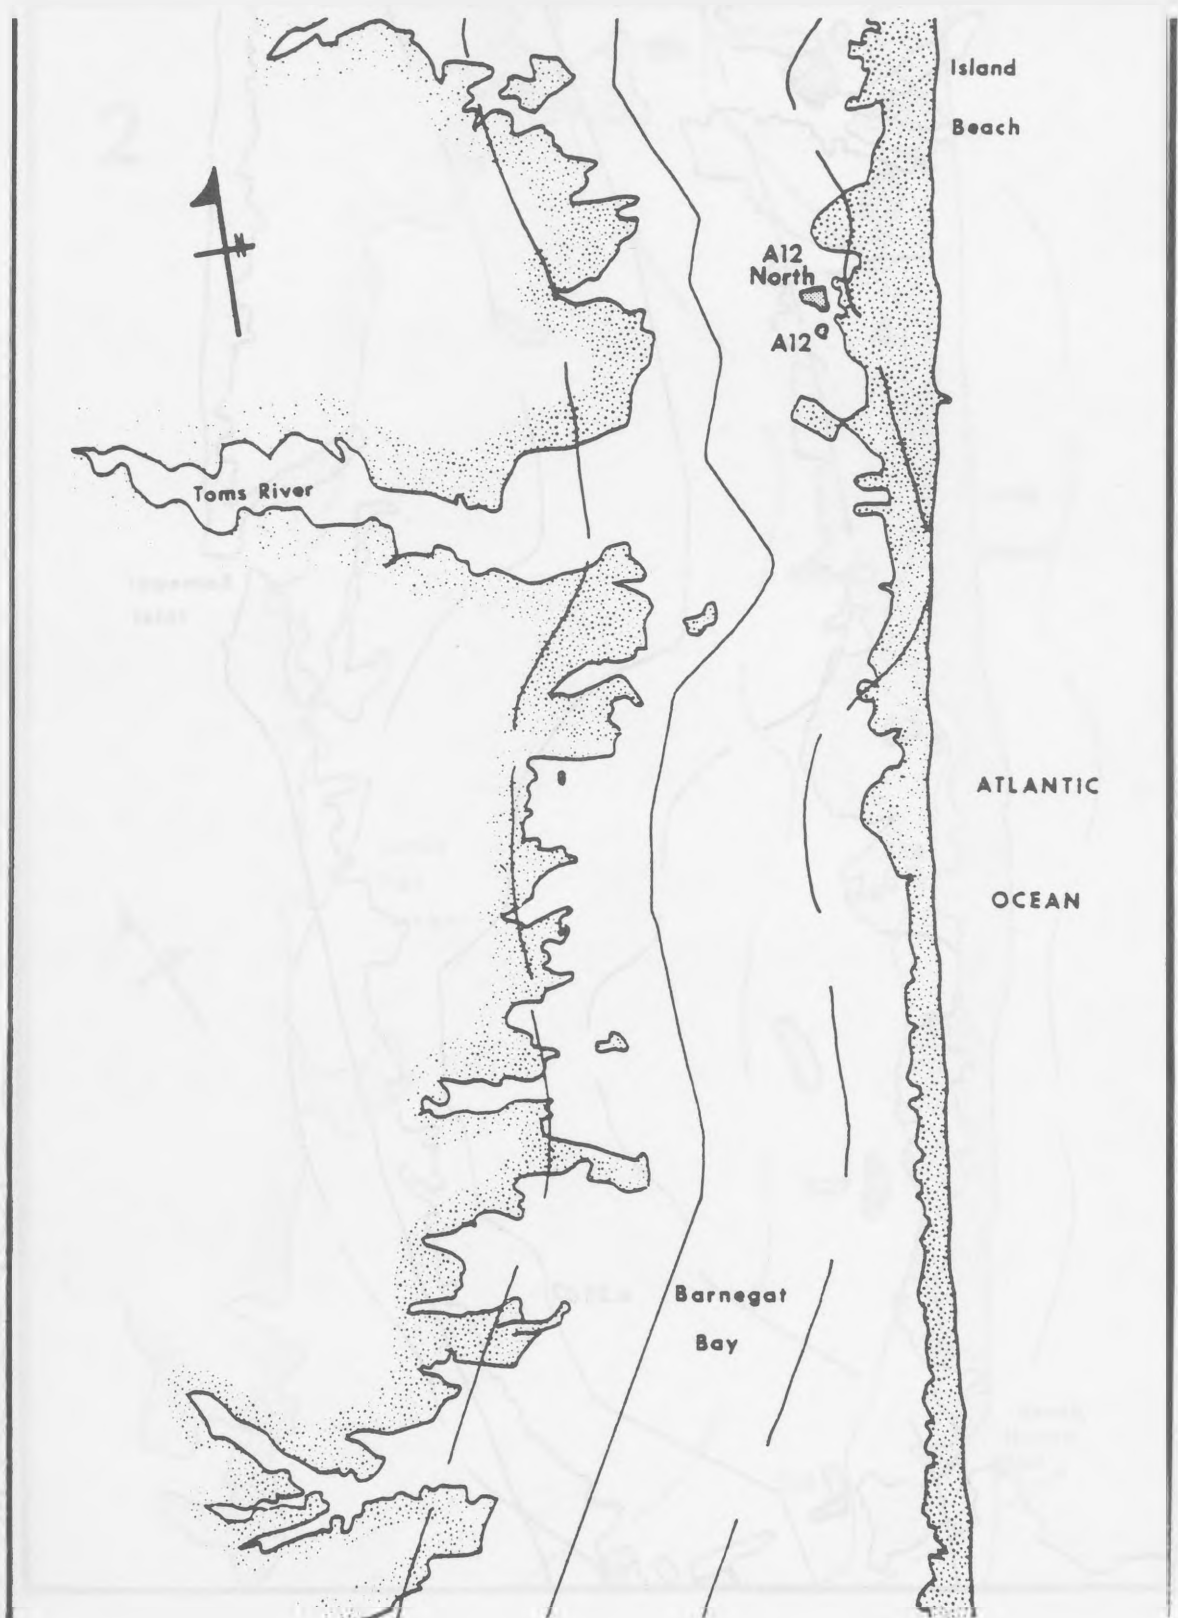 Island
Beach
N
A12
North
A12
Toms River
ATLANTIC
OCEAN
Barnegat
Bay